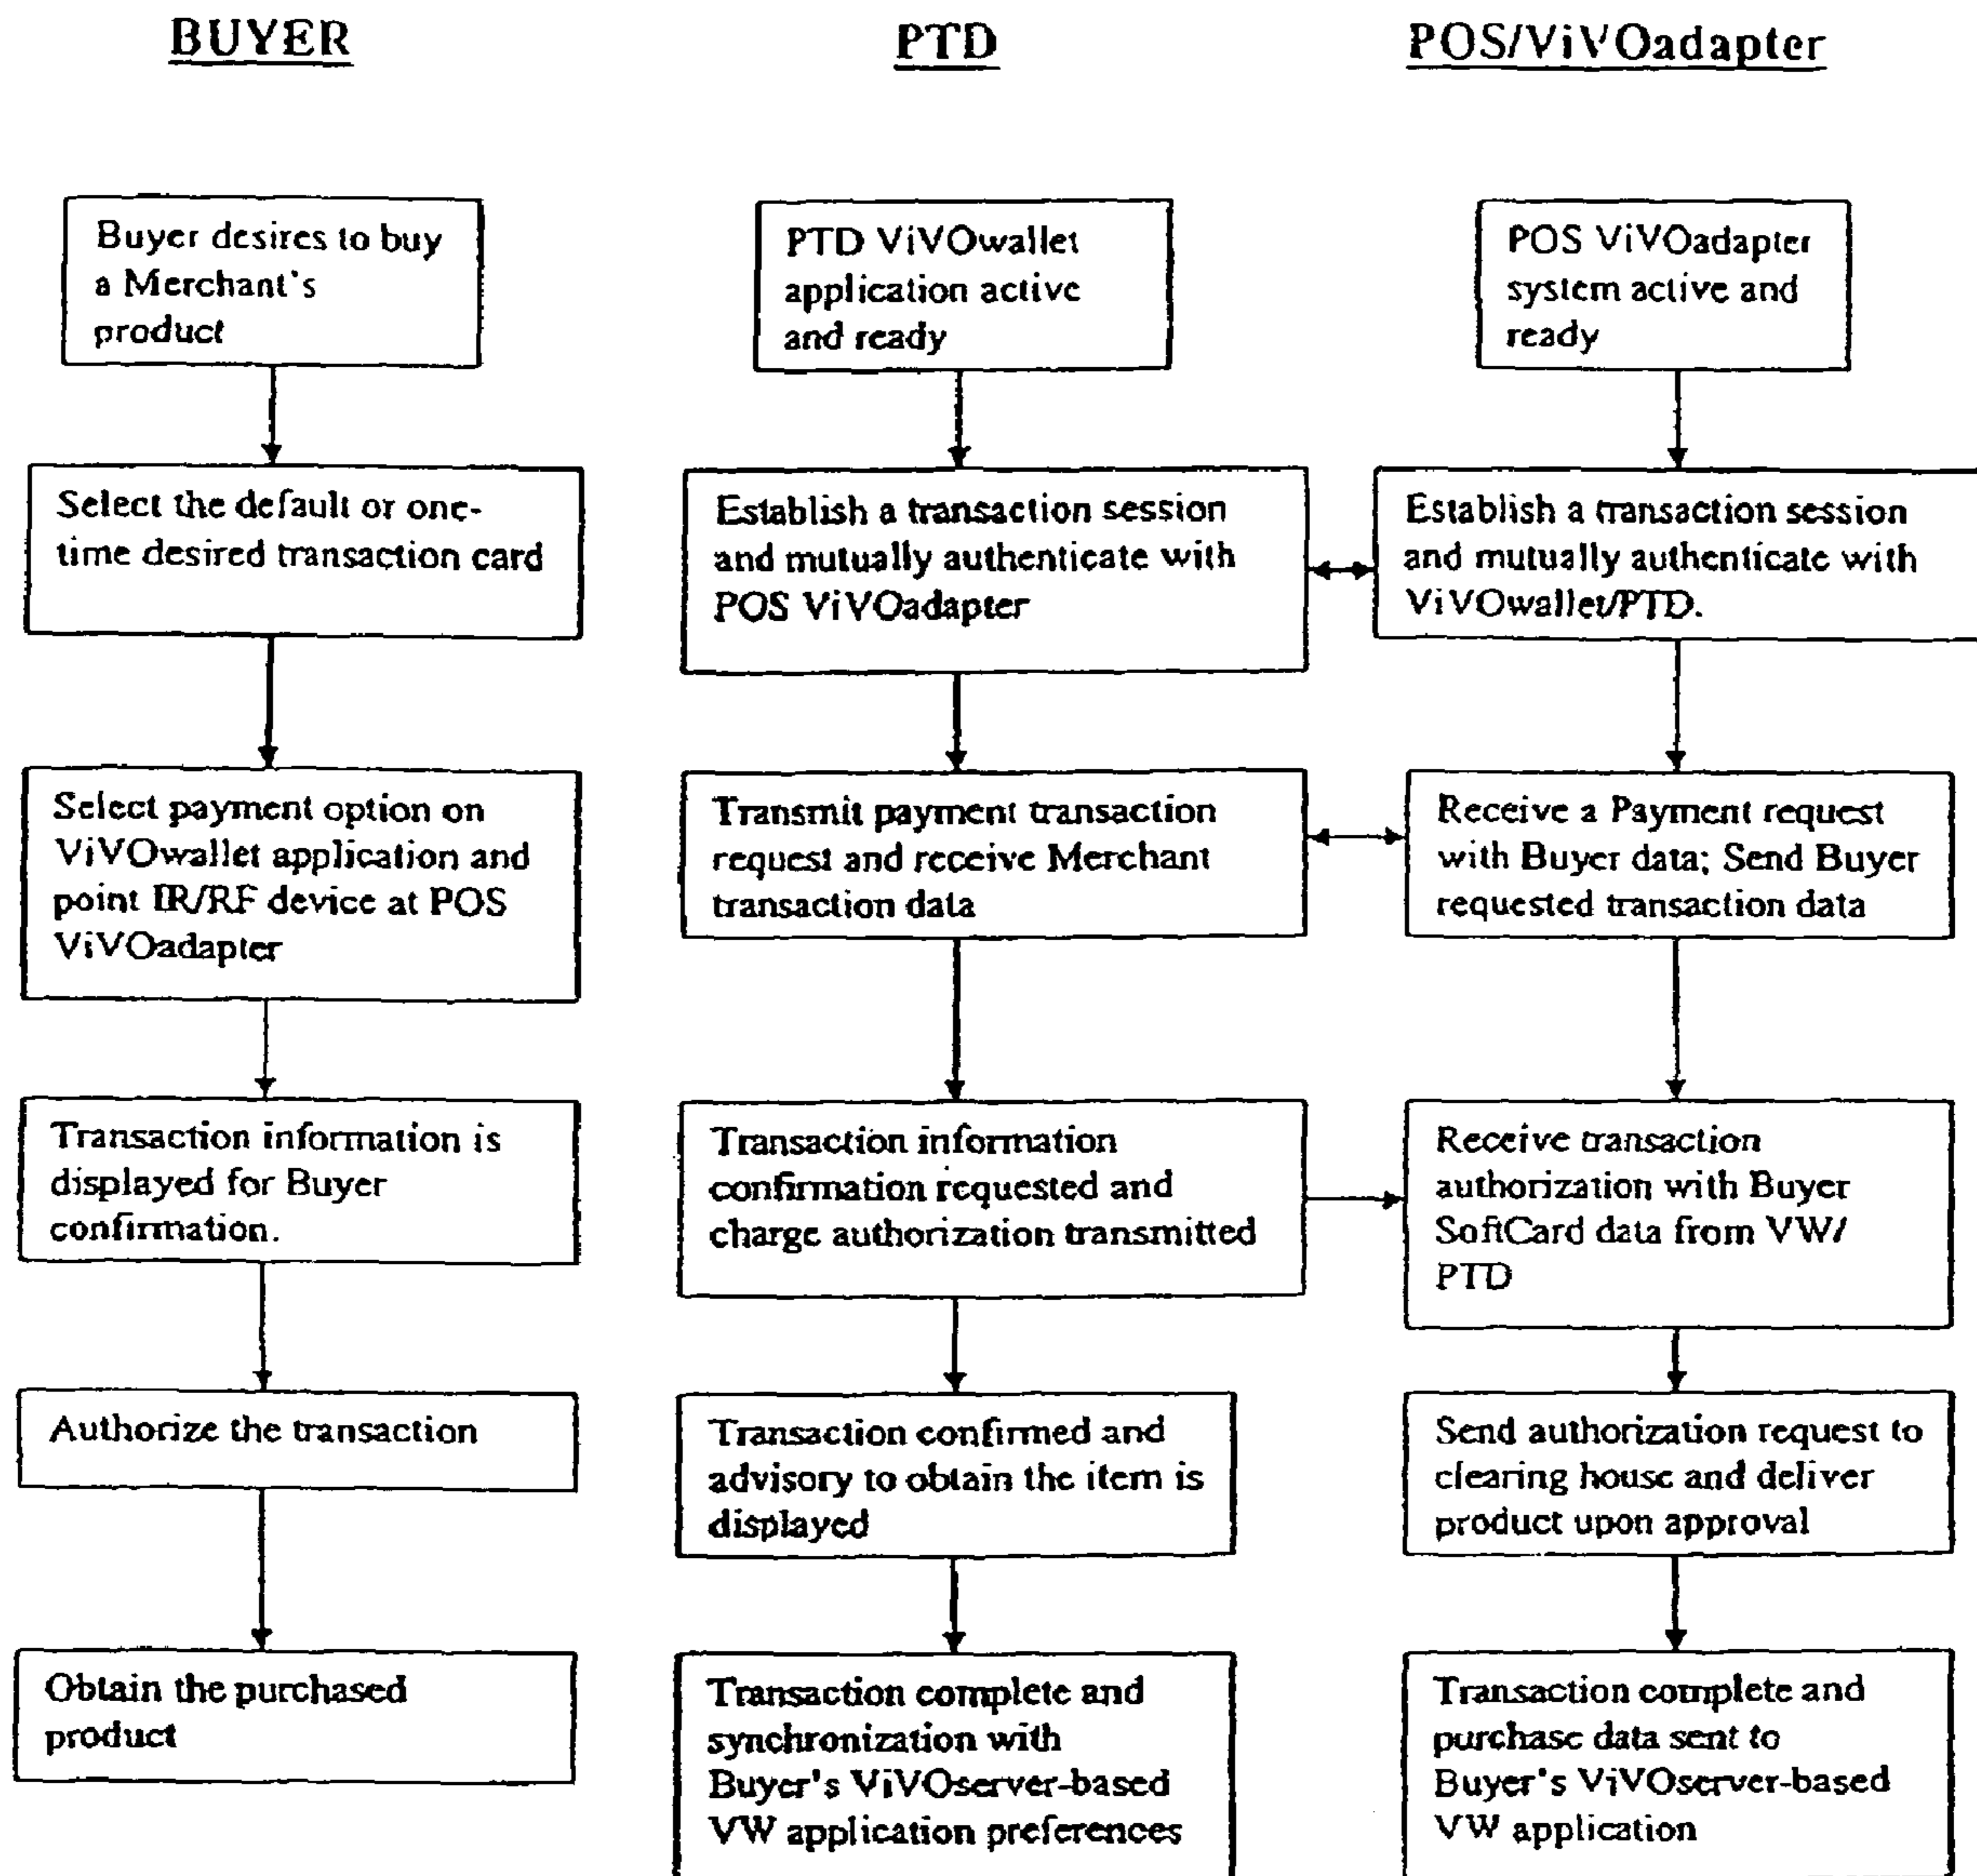 BUYER
PTD
POS/ViVOadapter
Buyer desires to buy
a Merchant's
product
PTD ViVOwallet
application active
and ready
POS ViVOadapter
system active and
ready
Select the default or one-
time desired transaction card
Establish a transaction session
and mutually authenticate with
POS ViVOadapter
Establish a transaction session
and mutually authenticate with
ViVOwallet/PTD.
Select payment option on
ViVOwallet application and
point IR/RF device at POS
ViVOadapter
Transmit payment transaction
request and receive Merchant
transaction data
Receive a Payment request
with Buyer data; Send Buyer
requested transaction data
Transaction information is
displayed for Buyer
confirmation.
Transaction information
confirmation requested and
charge authorization transmitted
Receive transaction
authorization with Buyer
SoftCard data from VW/
PTD
Authorize the transaction
Transaction confirmed and
advisory to obtain the item is
displayed
Send authorization request to
clearing house and deliver
product upon approval
Obtain the purchased
product
Transaction complete and
synchronization with
Buyer's ViVOserver-based
VW application preferences
Transaction complete and
purchase data sent to
Buyer's ViVOserver-based
VW application